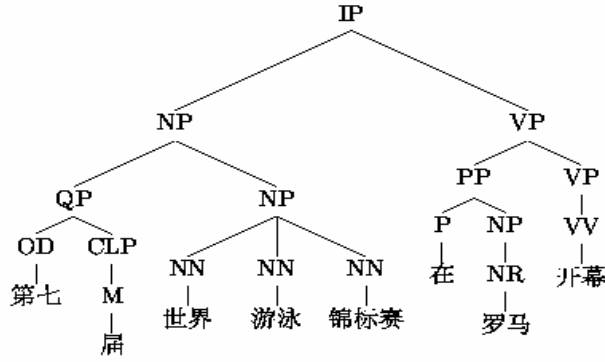 IP
NP VP
PP VP
QP NP
P NP VV
OD CLP
NN NN NN
在 NR 开幕
第七 M
世界 游泳 锦标赛
罗马
届